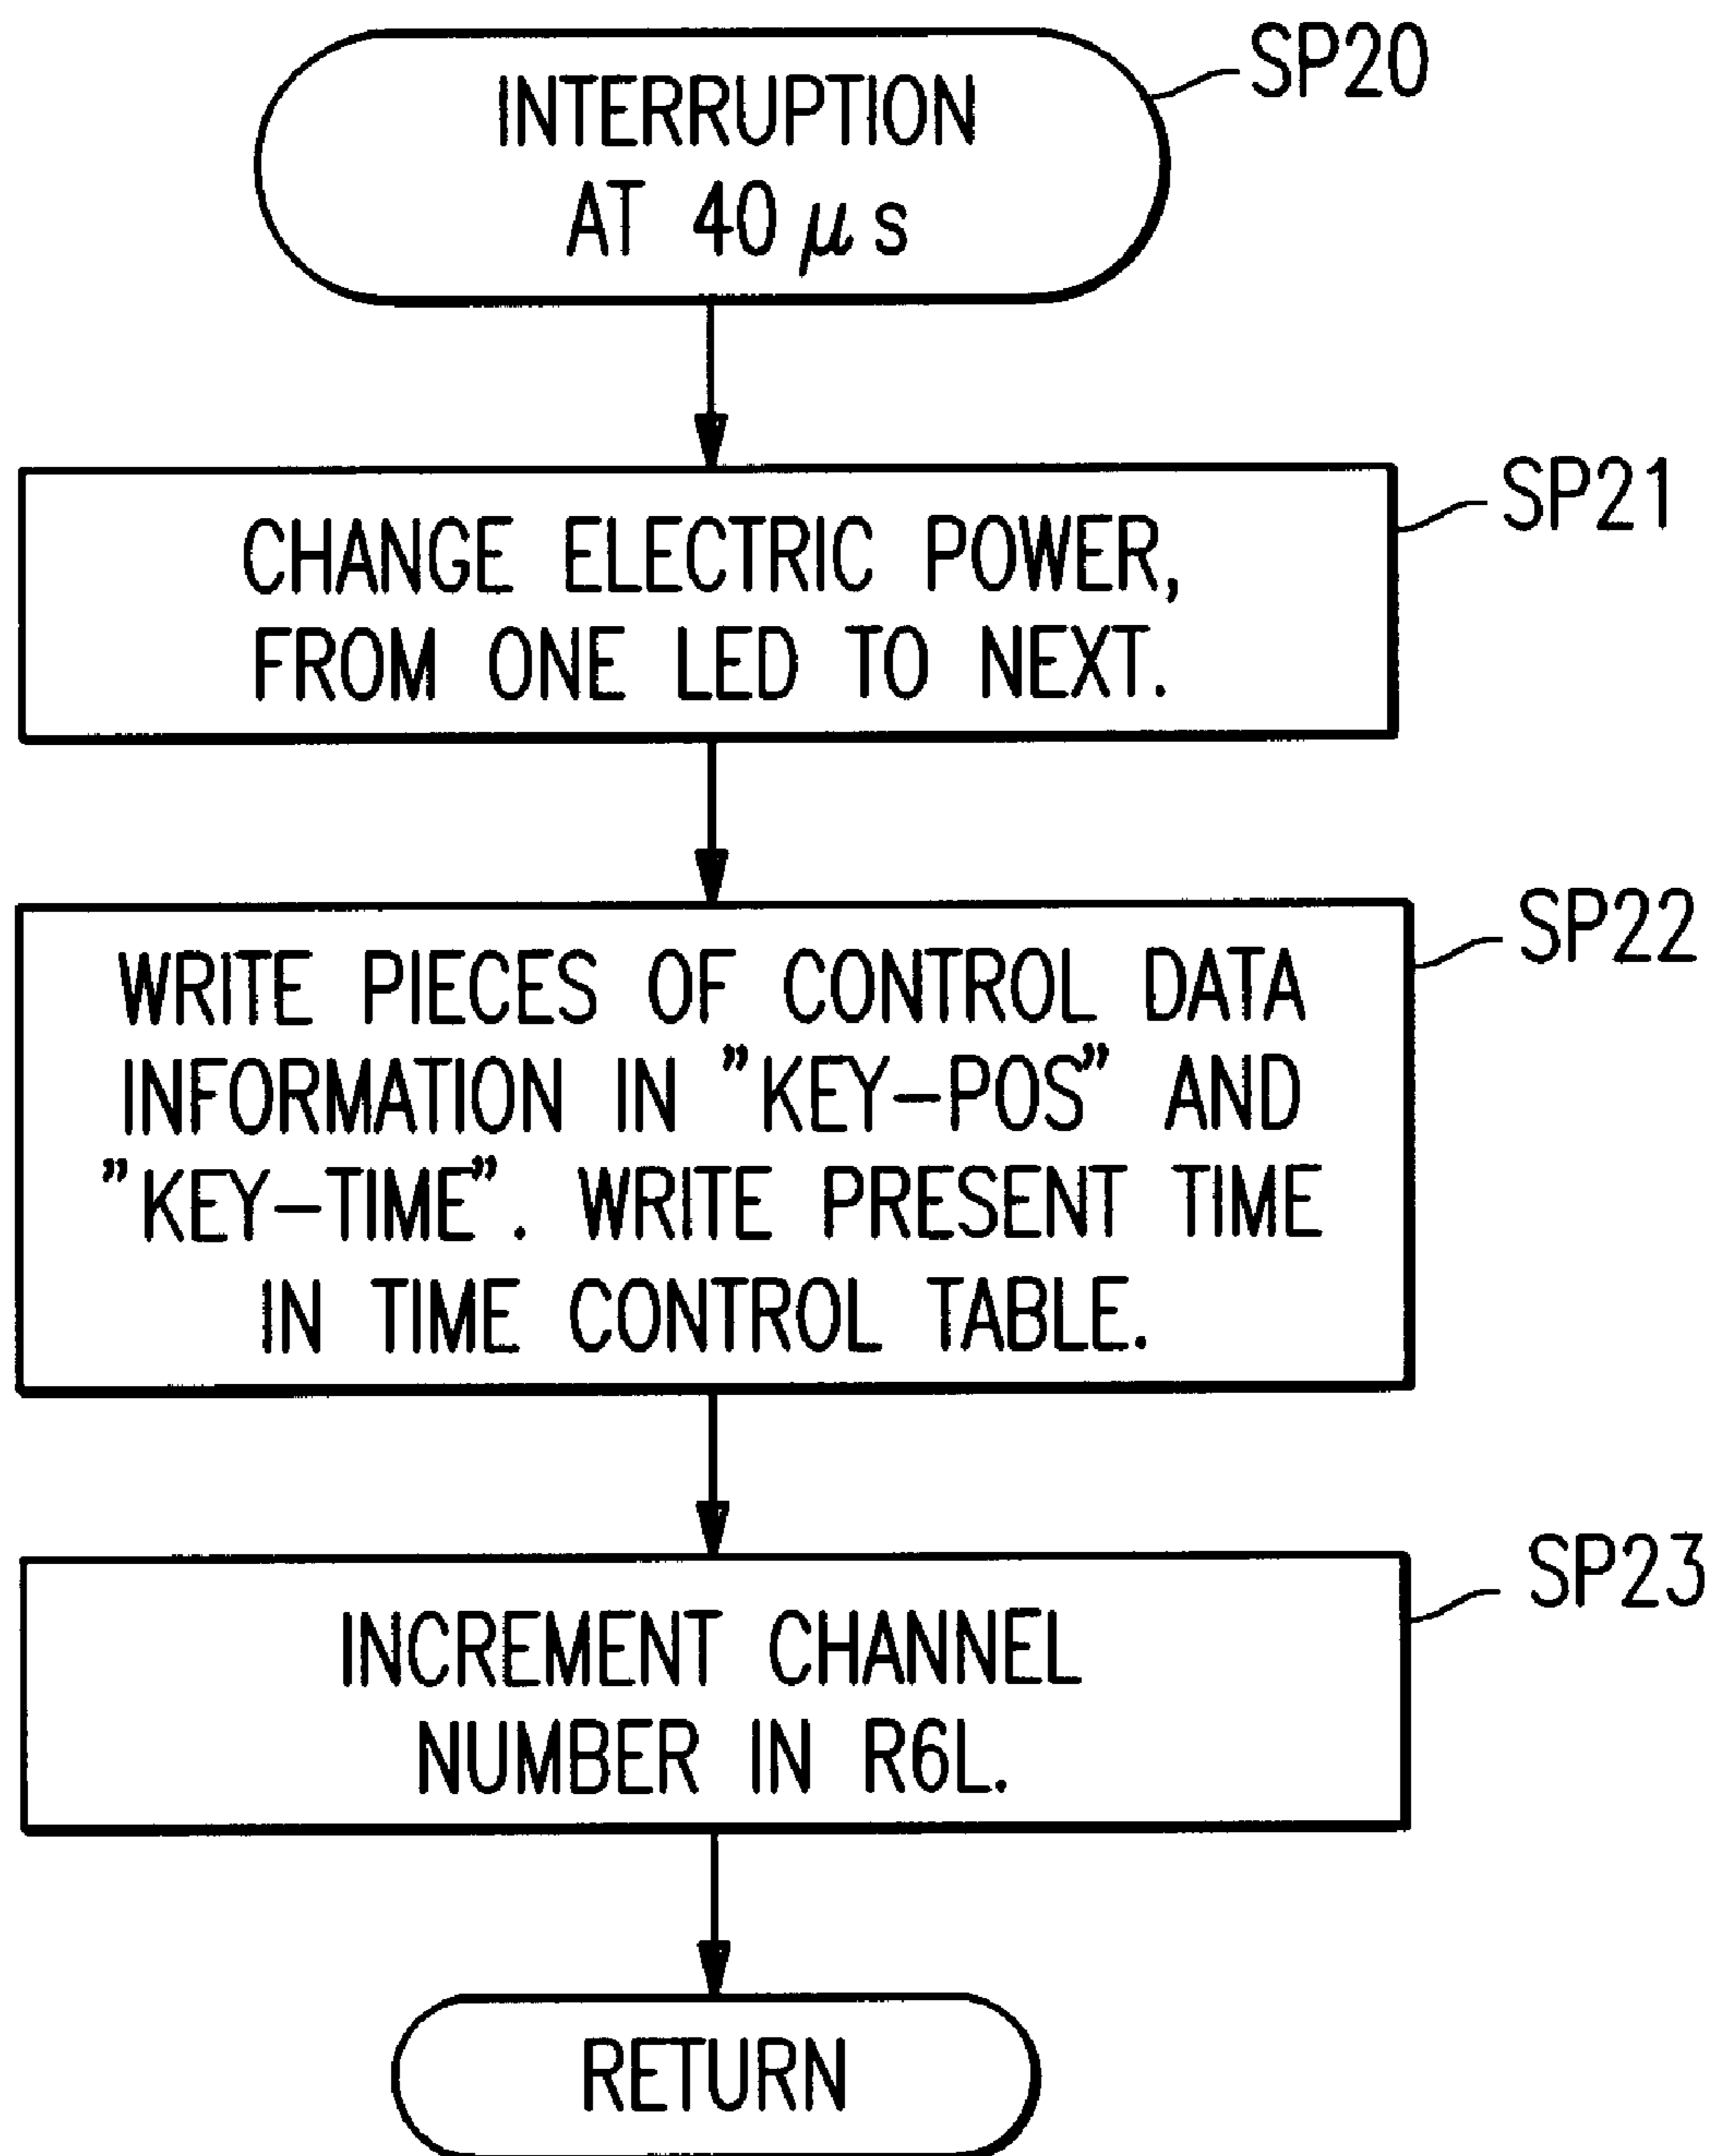 INTERRUPTION
AT 40 μs
SP20
CHANGE ELECTRIC POWER,
FROM ONE LED TO NEXT.
SP21
WRITE PIECES OF CONTROL DATA
INFORMATION IN "KEY-POS" AND
"KEY-TIME". WRITE PRESENT TIME
IN TIME CONTROL TABLE.
SP22
INCREMENT CHANNEL
NUMBER IN R6L.
SP23
RETURN